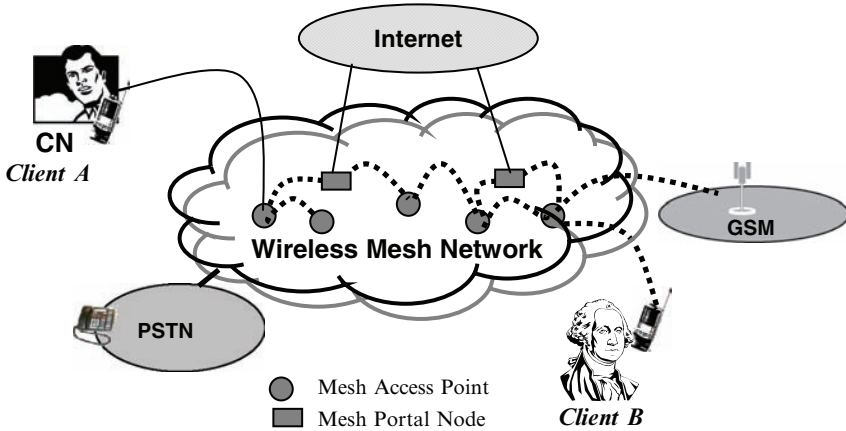 Internet
CN
Client A
GSM
Wireless Mesh Network
PSTN
Mesh Access Point
Mesh Portal Node
Client B